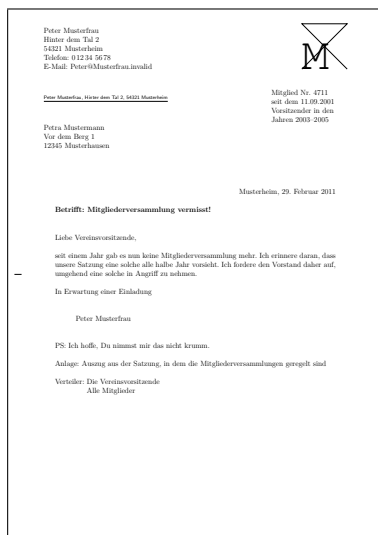 Peter Musterfrau
Hinter dem Tal 2
54321 Musterheim
Telefon: 01234 5678
E-Mail: Peter@Musterfrau.invalid
M
Peter Musterfrau, Hinter dem Tal 2, 54321 Musterheim
Mitglied Nr. 4711
seit dem 11.09.2001
Vorsitzender in den
Jahren 2003–2005
Petra Mustermann
Vor dem Berg 1
12345 Musterhausen
Musterheim, 29. Februar 2011
Betrifft: Mitgliederversammlung vermisst!
Liebe Vereinsvorsitzende,
seit einem Jahr gab es nun keine Mitgliederversammlung mehr. Ich erinnere daran, dass
unsere Satzung eine solche alle halbe Jahr vorsieht. Ich fordere den Vorstand daher auf,
umgehend eine solche in Angriff zu nehmen.
In Erwartung einer Einladung
Peter Musterfrau
PS: Ich hoffe, Du nimmst mir das nicht krumm.
Anlage: Auszug aus der Satzung, in dem die Mitgliederversammlungen geregelt sind
Verteiler: Die Vereinsvorsitzende
Alle Mitglieder